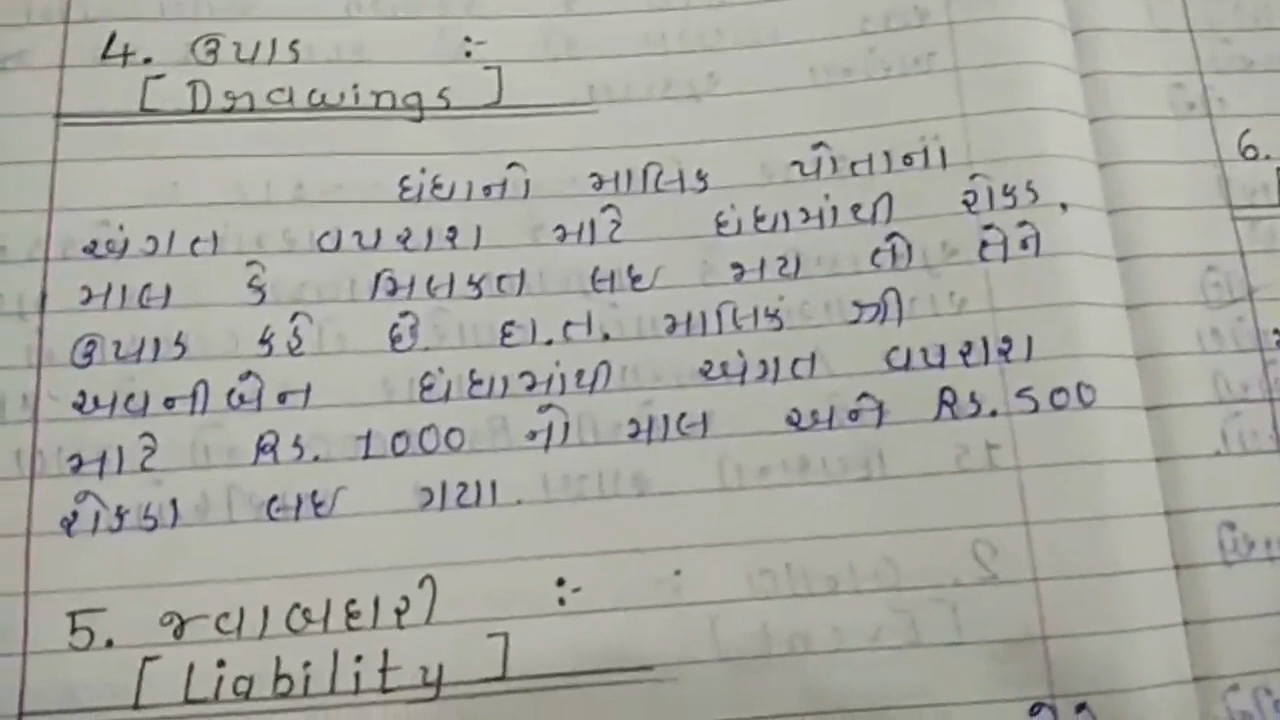 4. ઉપાડ :-
[ Drawings ]
ધંધાનો માલિક પોતાના
અંગત વપરાશ માટે ધંધામાંથી રોકડ,
માલ કે મિલકત લઇ જાય તો તેને
ઉપાડ કહે છે. દા.ત. માલિક શ્રી
અવનીબેન ધંધામાંથી અંગત વપરાશ
માટે Rs. 1000 નો માલ અને Rs. 500
રોકડા લઇ ગયા.
5. જવાબદારી :-
[ Liability ]
6.